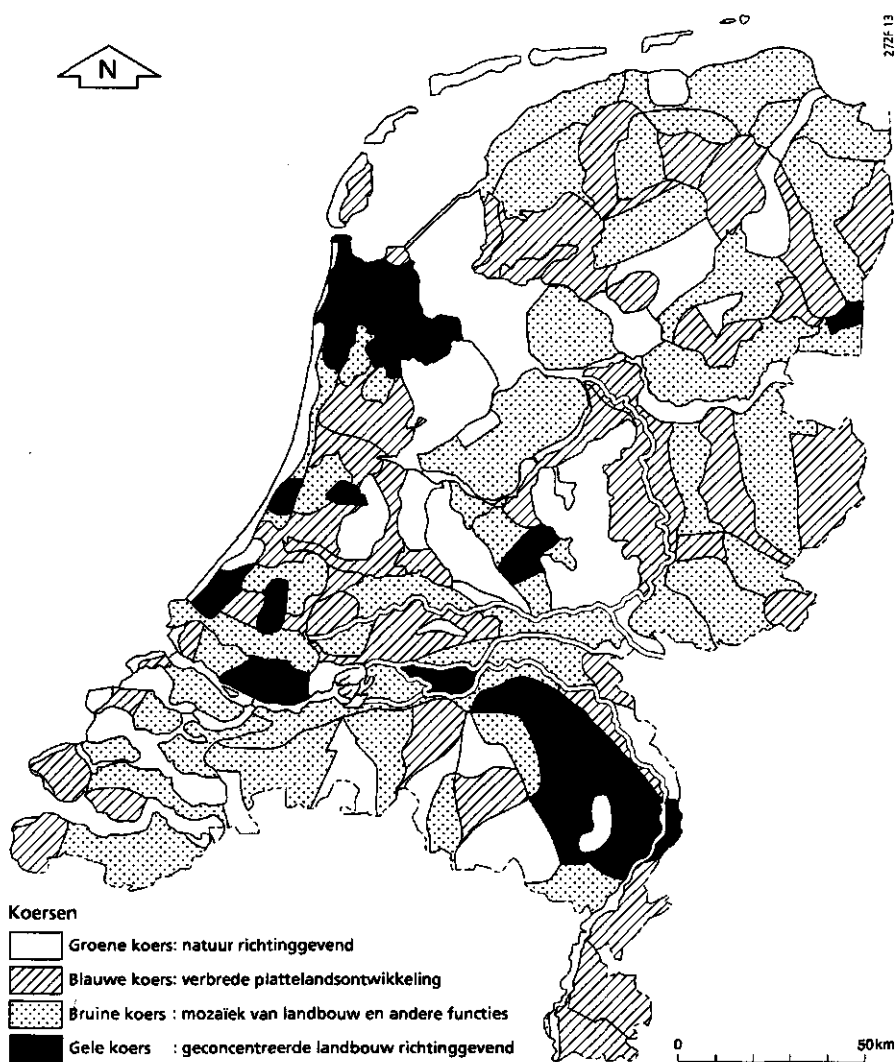 N
272F 13
Koersen
Groene koers: natuur richtinggevend
Blauwe koers: verbrede plattelandsontwikkeling
Bruine koers : mozaïek van landbouw en andere functies
Gele koers : geconcentreerde landbouw richtinggevend
0 50km